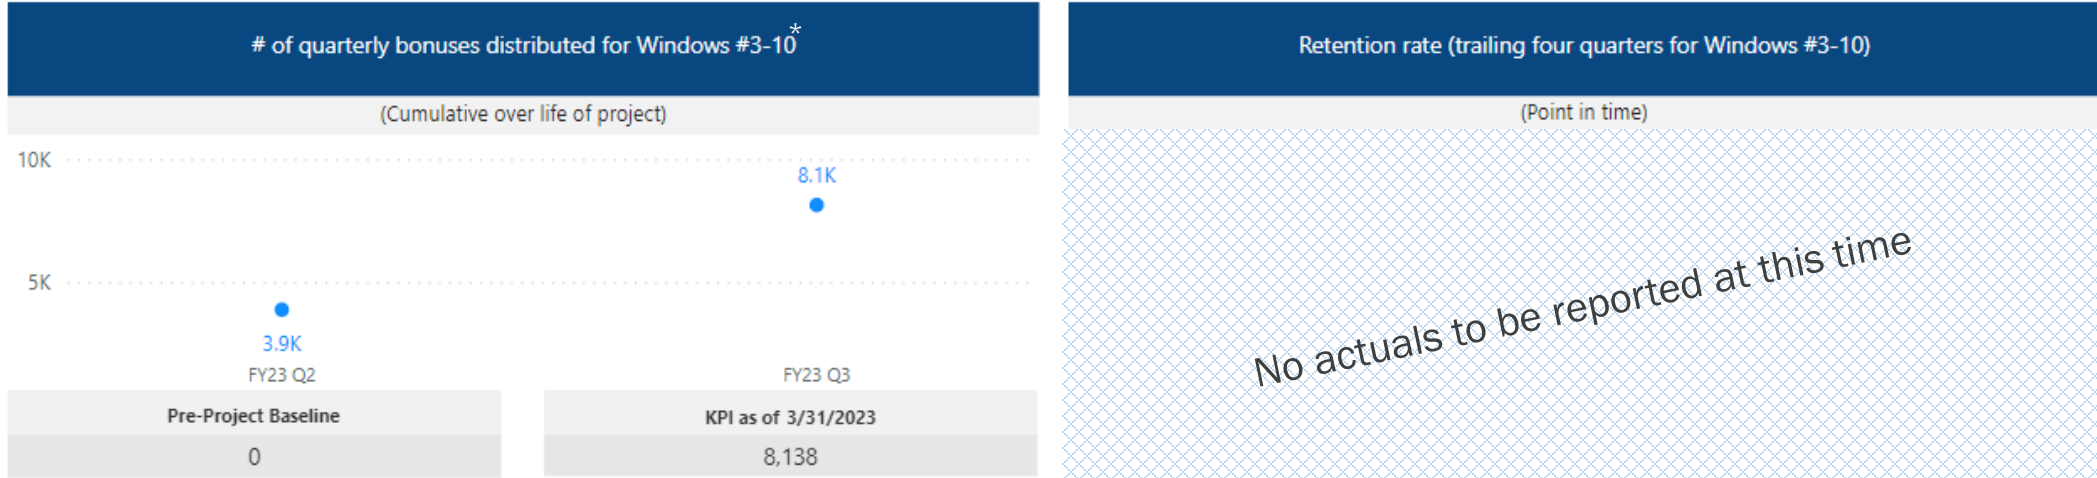 # of quarterly bonuses distributed for Windows #3-10*
(Cumulative over life of project)
10K
8.1K
5K
3.9K
FY23 Q2
FY23 Q3
Pre-Project Baseline
KPI as of 3/31/2023
0
8,138
Retention rate (trailing four quarters for Windows #3-10)
(Point in time)
No actuals to be reported at this time